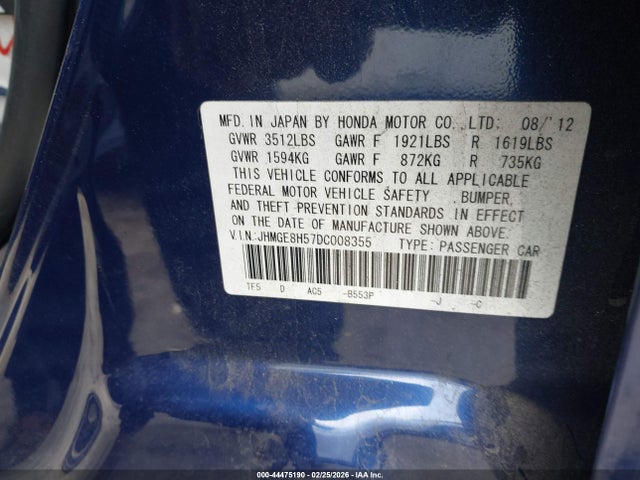 MFD. IN JAPAN BY HONDA MOTOR CO., LTD. 08/'12
GVWR 3512LBS GAWR F 1921LBS R 1619LBS
GVWR 1594KG GAWR F 872KG R 735KG
THIS VEHICLE CONFORMS TO ALL APPLICABLE
FEDERAL MOTOR VEHICLE SAFETY ,BUMPER,
AND THEFT PREVENTION STANDARDS IN EFFECT
ON THE DATE OF MANUFACTURE SHOWN ABOVE.
V.I.N:JHMGE8H57DC008355 TYPE: PASSENGER CAR
TF5 D AC5 -B553P -J -C
000-44475190 - 02/25/2026 - IAAI.COM